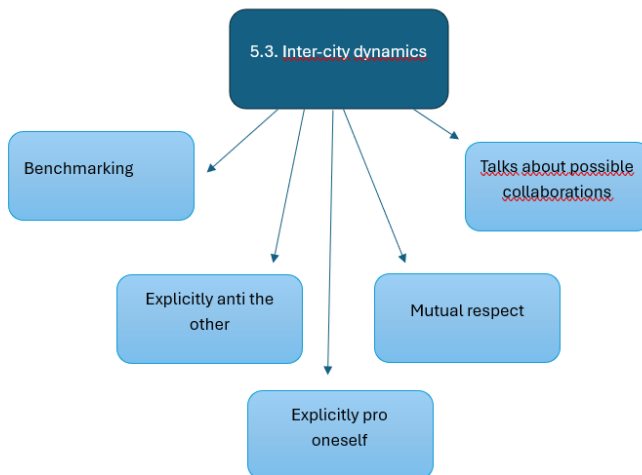 5.3. Inter-city dynamics
Benchmarking
Talks about possible
collaborations
Explicitly anti the
other
Mutual respect
Explicitly pro
oneself